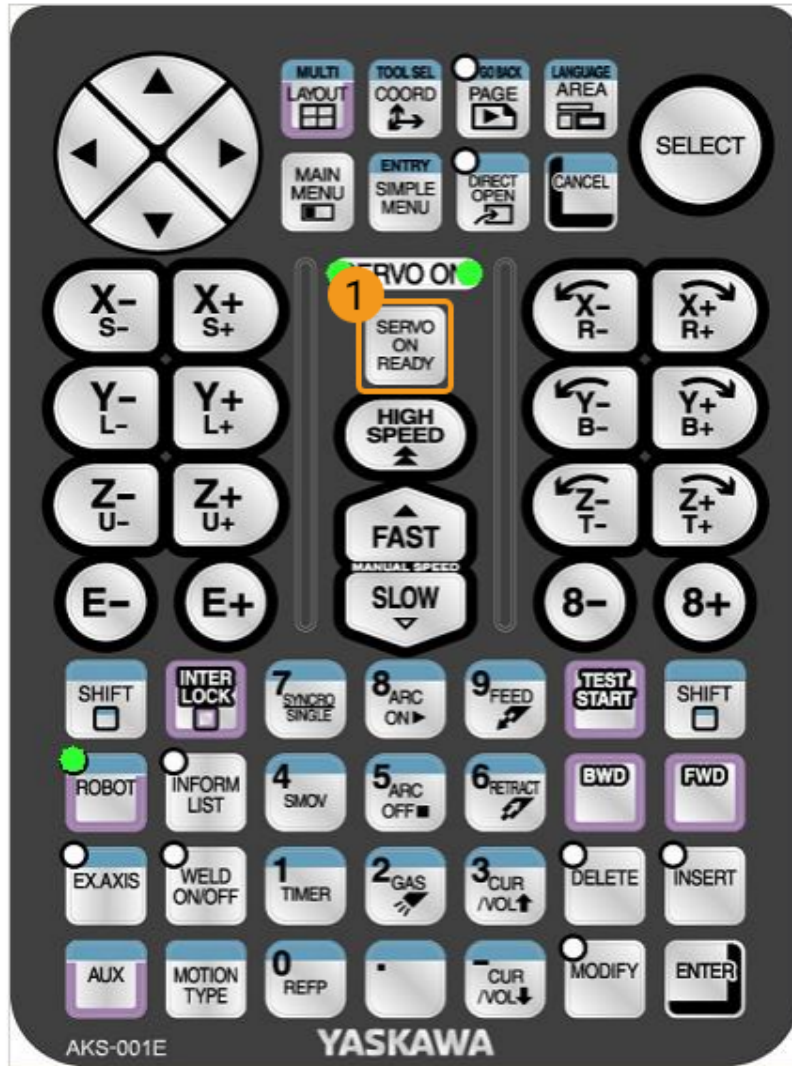 MULTI
LAYOUT
TOOL SEL
COORD
GO BACK
PAGE
LANGUAGE
AREA
SELECT
MAIN
MENU
ENTRY
SIMPLE
MENU
DIRECT
OPEN
CANCEL
SERVO ON
1
SERVO
ON
READY
X-
S-
X+
S+
X-
R-
X+
R+
Y-
L-
Y+
L+
HIGH
SPEED
Y-
B-
Y+
B+
Z-
U-
Z+
U+
FAST
MANUAL SPEED
SLOW
Z-
T-
Z+
T+
E-
E+
8-
8+
SHIFT
INTER
LOCK
7
SYNCRO
SINGLE
8
ARC
ON
9
FEED
TEST
START
SHIFT
ROBOT
INFORM
LIST
4
SMOV
5
ARC
OFF
6
RETRACT
BWD
FWD
EX.AXIS
WELD
ON/OFF
1
TIMER
2
GAS
3
CUR
/VOL
DELETE
INSERT
AUX
MOTION
TYPE
0
REFP
.
-
CUR
/VOL
MODIFY
ENTER
AKS-001E
YASKAWA